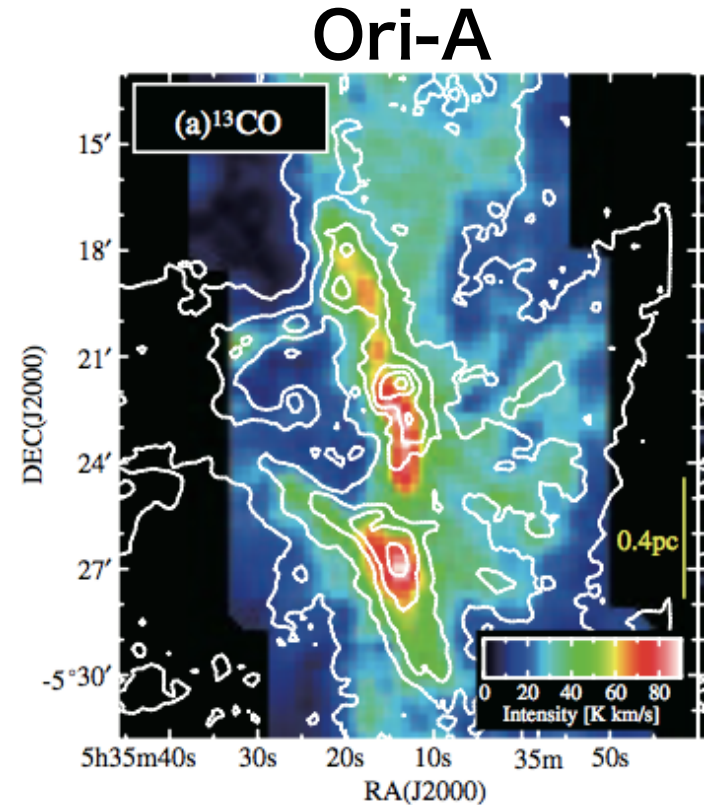 Ori-A
(a)¹³CO
15′
18′
21′
24′
27′
-5°30′
DEC(J2000)
0.4pc
0 20 40 60 80
Intensity [K km/s]
5h35m40s 30s 20s 10s 35m 50s
RA(J2000)